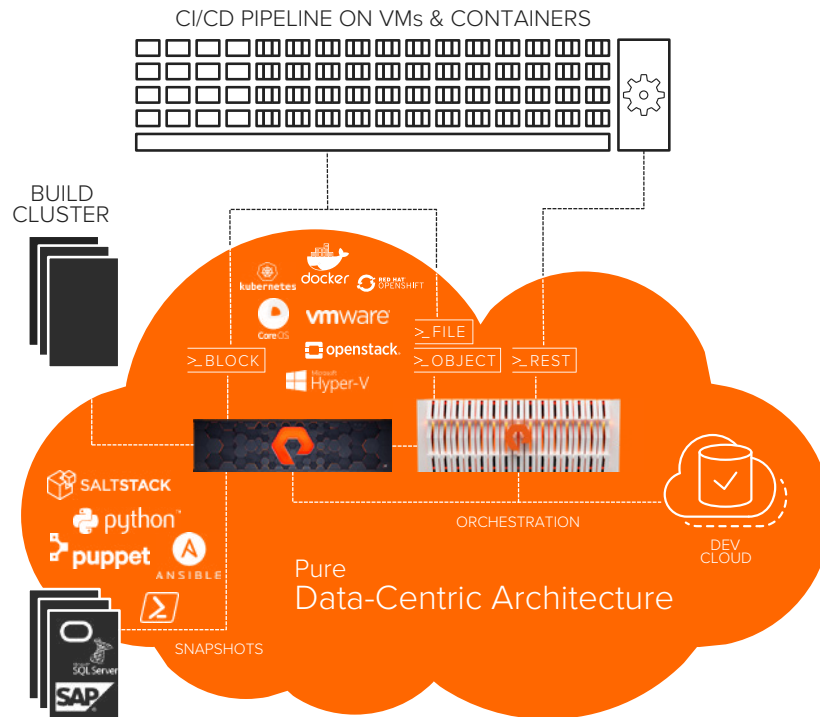 CI/CD PIPELINE ON VMs & CONTAINERS
BUILD
CLUSTER
kubernetes
docker
RED HAT
OPENSHIFT
CoreOS
vmware
openstack.
Microsoft
Hyper-V
>_BLOCK
>_FILE
>_OBJECT
>_REST
SALTSTACK
python™
puppet
ANSIBLE
ORCHESTRATION
DEV
CLOUD
Pure
Data-Centric Architecture
SNAPSHOTS
SQL Server
SAP